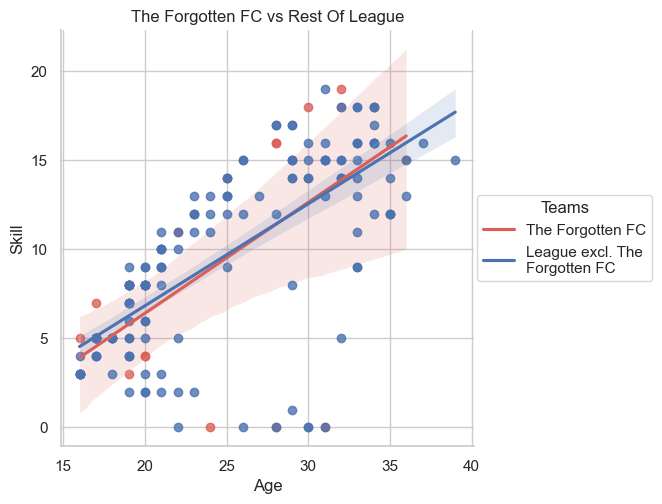 The Forgotten FC vs Rest Of League
20
15
10
5
0
Skill
15
20
25
30
35
40
Age
Teams
The Forgotten FC
League excl. The
Forgotten FC